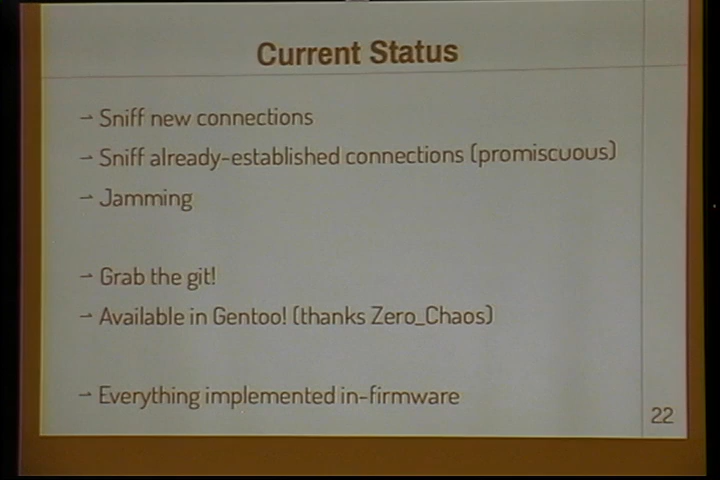 Current Status
⇀ Sniff new connections
⇀ Sniff already-established connections (promiscuous)
⇀ Jamming
⇀ Grab the git!
⇀ Available in Gentoo! (thanks Zero_Chaos)
⇀ Everything implemented in-firmware
22